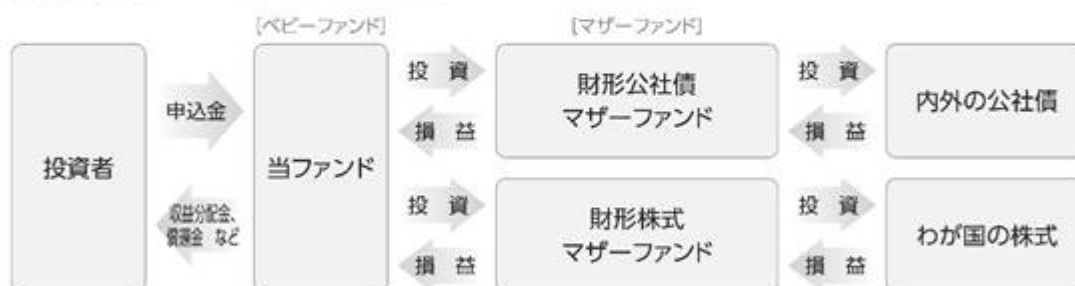 [ベビーファンド]
[マザーファンド]
投資者
申込金
収益分配金、
償還金 など
当ファンド
投 資
損 益
財形公社債
マザーファンド
投 資
損 益
内外の公社債
投 資
損 益
財形株式
マザーファンド
投 資
損 益
わが国の株式